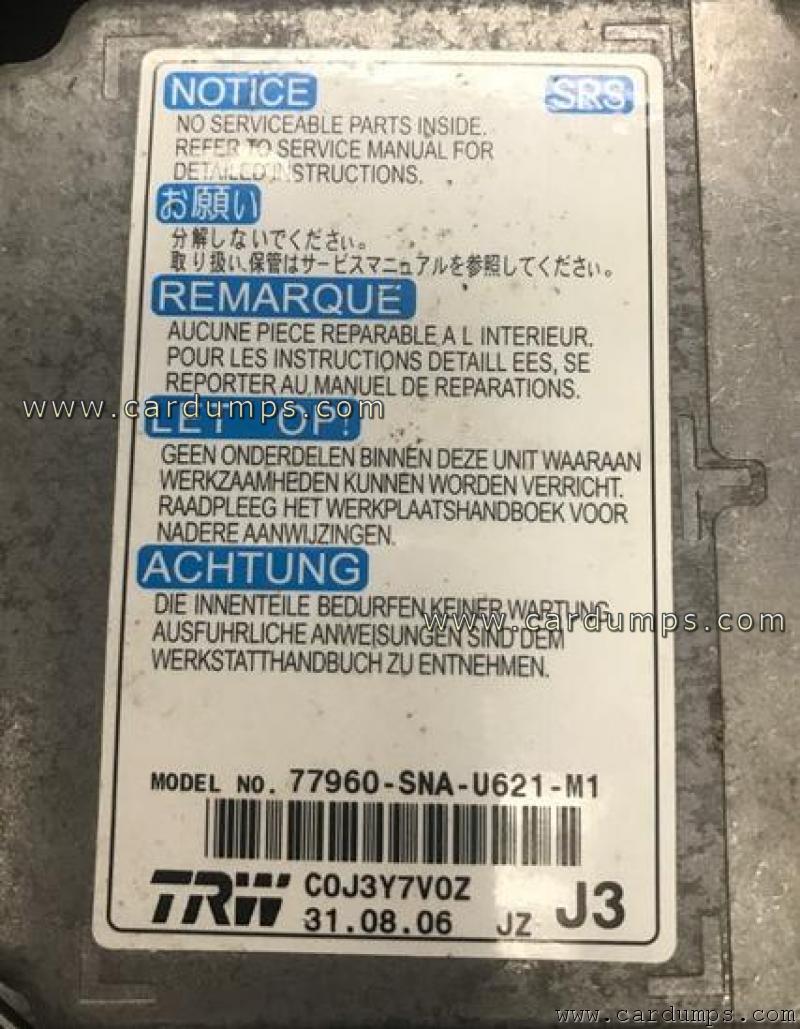 NOTICE SRS
NO SERVICEABLE PARTS INSIDE.
REFER TO SERVICE MANUAL FOR
DETAILED INSTRUCTIONS.
お願い
分解しないでください。
取り扱い、保管はサービスマニュアルを参照してください。
REMARQUE
AUCUNE PIECE REPARABLE A L INTERIEUR.
POUR LES INSTRUCTIONS DETAILL EES, SE
REPORTER AU MANUEL DE REPARATIONS.
www.cardumps.com
LET OP!
GEEN ONDERDELEN BINNEN DEZE UNIT WAARAAN
WERKZAAMHEDEN KUNNEN WORDEN VERRICHT.
RAADPLEEG HET WERKPLAATSHANDBOEK VOOR
NADERE AANWIJZINGEN.
ACHTUNG
DIE INNENTEILE BEDURFEN KEINER WARTUNG
www.cardumps.com
AUSFUHRLICHE ANWEISUNGEN SIND DEM
WERKSTATTHANDBUCH ZU ENTNEHMEN.
MODEL NO. 77960-SNA-U621-M1
TRW C0J3Y7V0Z
31.08.06 JZ J3
www.cardumps.com